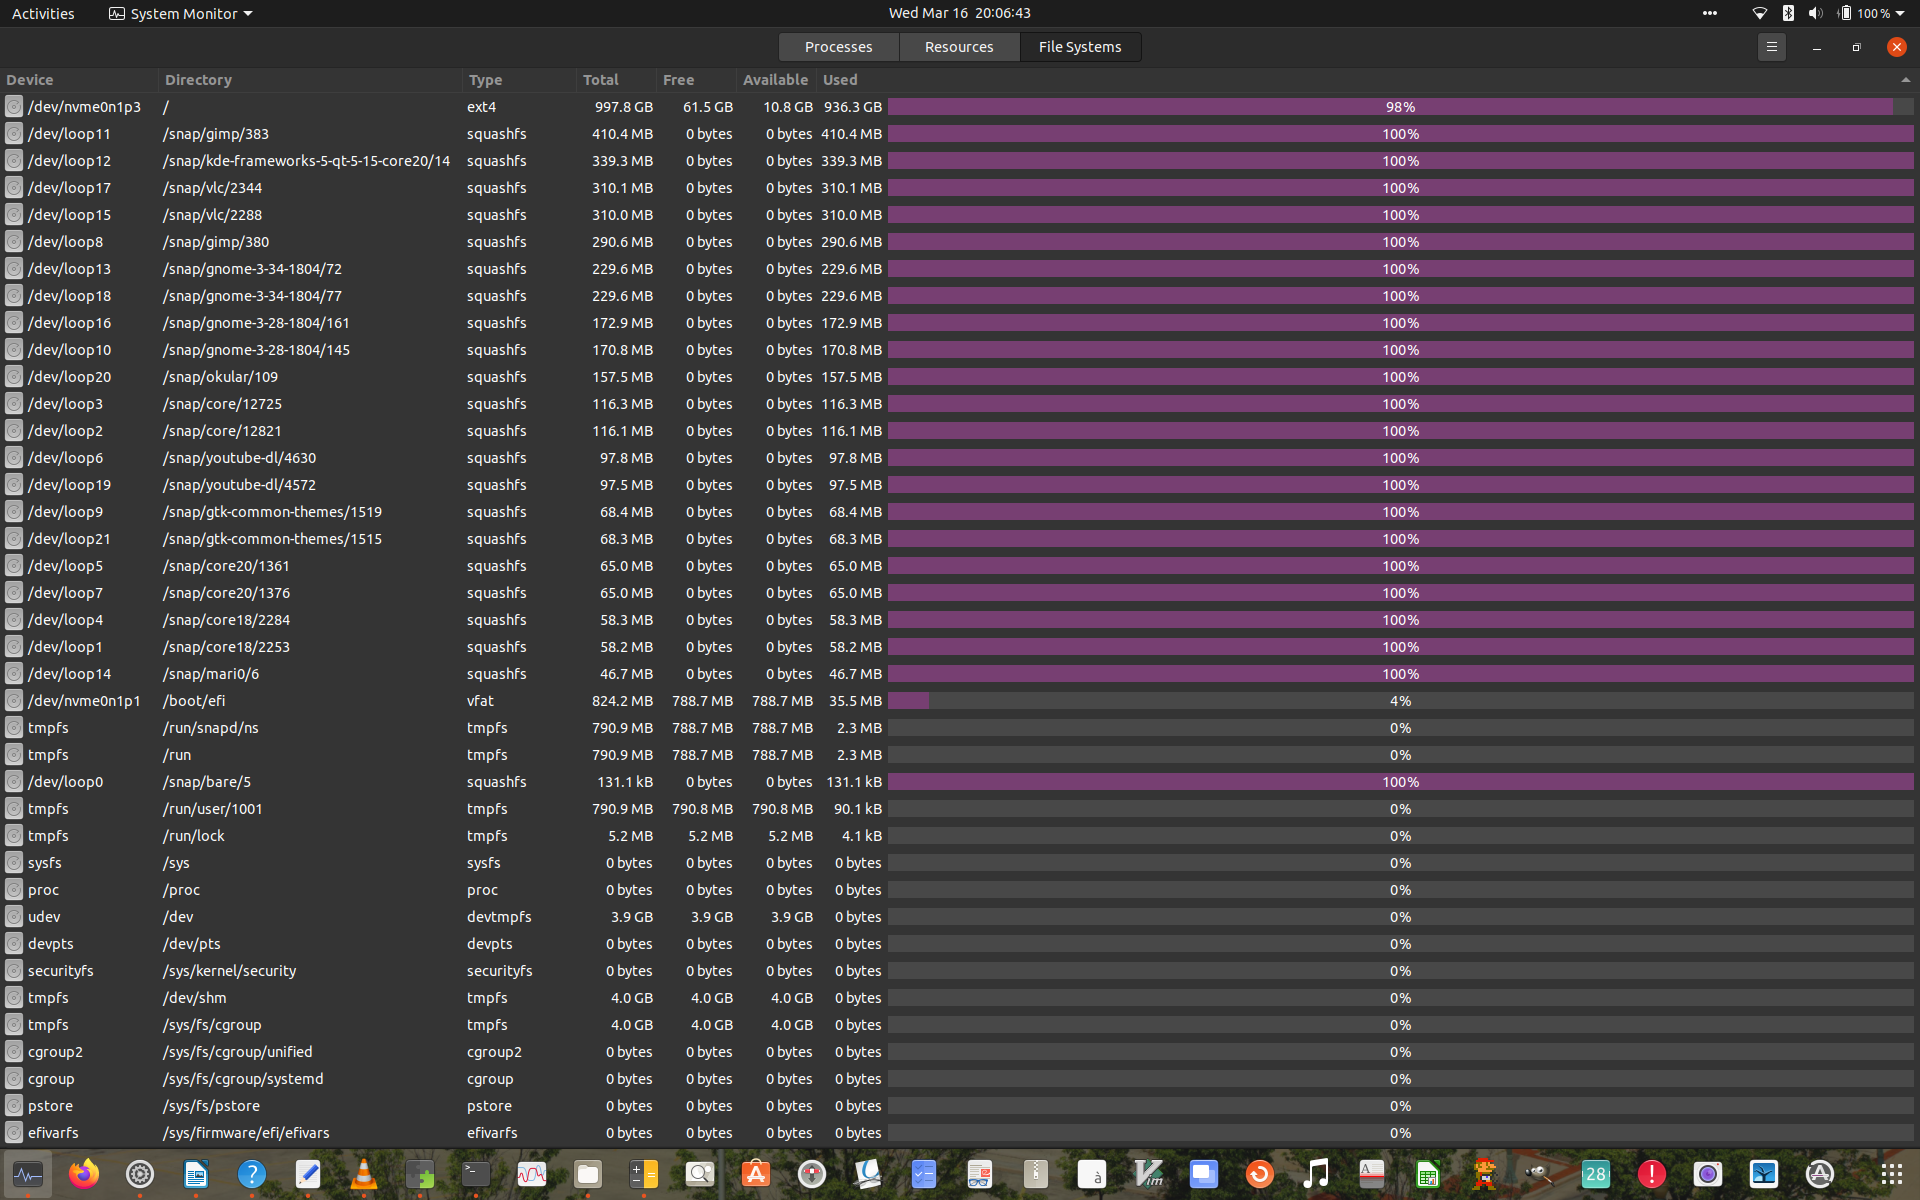 Activities System Monitor Wed Mar 16 20:06:43 100 %
Processes Resources File Systems
Device Directory Type Total Free Available Used
/dev/nvme0n1p3 / ext4 997.8 GB 61.5 GB 10.8 GB 936.3 GB 98%
/dev/loop11 /snap/gimp/383 squashfs 410.4 MB 0 bytes 0 bytes 410.4 MB 100%
/dev/loop12 /snap/kde-frameworks-5-qt-5-15-core20/14 squashfs 339.3 MB 0 bytes 0 bytes 339.3 MB 100%
/dev/loop17 /snap/vlc/2344 squashfs 310.1 MB 0 bytes 0 bytes 310.1 MB 100%
/dev/loop15 /snap/vlc/2288 squashfs 310.0 MB 0 bytes 0 bytes 310.0 MB 100%
/dev/loop8 /snap/gimp/380 squashfs 290.6 MB 0 bytes 0 bytes 290.6 MB 100%
/dev/loop13 /snap/gnome-3-34-1804/72 squashfs 229.6 MB 0 bytes 0 bytes 229.6 MB 100%
/dev/loop18 /snap/gnome-3-34-1804/77 squashfs 229.6 MB 0 bytes 0 bytes 229.6 MB 100%
/dev/loop16 /snap/gnome-3-28-1804/161 squashfs 172.9 MB 0 bytes 0 bytes 172.9 MB 100%
/dev/loop10 /snap/gnome-3-28-1804/145 squashfs 170.8 MB 0 bytes 0 bytes 170.8 MB 100%
/dev/loop20 /snap/okular/109 squashfs 157.5 MB 0 bytes 0 bytes 157.5 MB 100%
/dev/loop3 /snap/core/12725 squashfs 116.3 MB 0 bytes 0 bytes 116.3 MB 100%
/dev/loop2 /snap/core/12821 squashfs 116.1 MB 0 bytes 0 bytes 116.1 MB 100%
/dev/loop6 /snap/youtube-dl/4630 squashfs 97.8 MB 0 bytes 0 bytes 97.8 MB 100%
/dev/loop19 /snap/youtube-dl/4572 squashfs 97.5 MB 0 bytes 0 bytes 97.5 MB 100%
/dev/loop9 /snap/gtk-common-themes/1519 squashfs 68.4 MB 0 bytes 0 bytes 68.4 MB 100%
/dev/loop21 /snap/gtk-common-themes/1515 squashfs 68.3 MB 0 bytes 0 bytes 68.3 MB 100%
/dev/loop5 /snap/core20/1361 squashfs 65.0 MB 0 bytes 0 bytes 65.0 MB 100%
/dev/loop7 /snap/core20/1376 squashfs 65.0 MB 0 bytes 0 bytes 65.0 MB 100%
/dev/loop4 /snap/core18/2284 squashfs 58.3 MB 0 bytes 0 bytes 58.3 MB 100%
/dev/loop1 /snap/core18/2253 squashfs 58.2 MB 0 bytes 0 bytes 58.2 MB 100%
/dev/loop14 /snap/mari0/6 squashfs 46.7 MB 0 bytes 0 bytes 46.7 MB 100%
/dev/nvme0n1p1 /boot/efi vfat 824.2 MB 788.7 MB 788.7 MB 35.5 MB 4%
tmpfs /run/snapd/ns tmpfs 790.9 MB 788.7 MB 788.7 MB 2.3 MB 0%
tmpfs /run tmpfs 790.9 MB 788.7 MB 788.7 MB 2.3 MB 0%
/dev/loop0 /snap/bare/5 squashfs 131.1 kB 0 bytes 0 bytes 131.1 kB 100%
tmpfs /run/user/1001 tmpfs 790.9 MB 790.8 MB 790.8 MB 90.1 kB 0%
tmpfs /run/lock tmpfs 5.2 MB 5.2 MB 5.2 MB 4.1 kB 0%
sysfs /sys sysfs 0 bytes 0 bytes 0 bytes 0 bytes 0%
proc /proc proc 0 bytes 0 bytes 0 bytes 0 bytes 0%
udev /dev devtmpfs 3.9 GB 3.9 GB 3.9 GB 0 bytes 0%
devpts /dev/pts devpts 0 bytes 0 bytes 0 bytes 0 bytes 0%
securityfs /sys/kernel/security securityfs 0 bytes 0 bytes 0 bytes 0 bytes 0%
tmpfs /dev/shm tmpfs 4.0 GB 4.0 GB 4.0 GB 0 bytes 0%
tmpfs /sys/fs/cgroup tmpfs 4.0 GB 4.0 GB 4.0 GB 0 bytes 0%
cgroup2 /sys/fs/cgroup/unified cgroup2 0 bytes 0 bytes 0 bytes 0 bytes 0%
cgroup /sys/fs/cgroup/systemd cgroup 0 bytes 0 bytes 0 bytes 0 bytes 0%
pstore /sys/fs/pstore pstore 0 bytes 0 bytes 0 bytes 0 bytes 0%
efivarfs /sys/firmware/efi/efivars efivarfs 0 bytes 0 bytes 0 bytes 0 bytes 0%
? >_ à Vim A 28 !